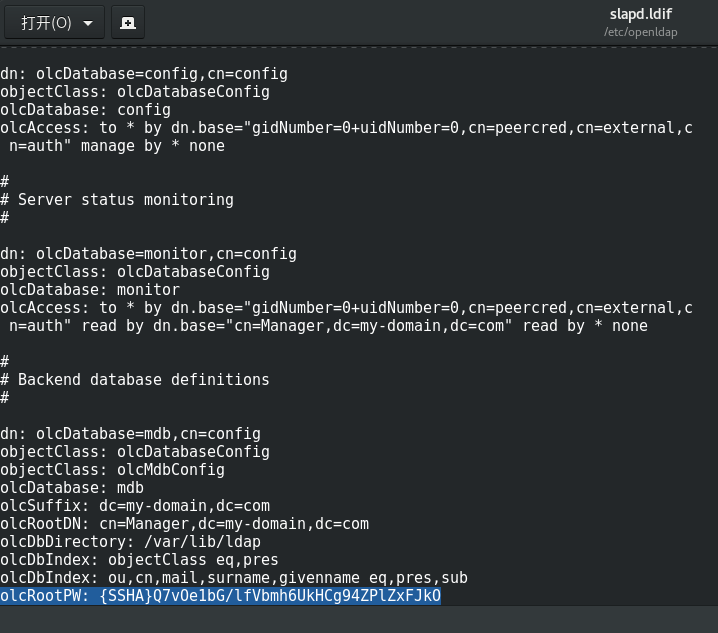 打开(O)
slapd.ldif
/etc/openldap
dn: olcDatabase=config,cn=config
objectClass: olcDatabaseConfig
olcDatabase: config
olcAccess: to * by dn.base="gidNumber=0+uidNumber=0,cn=peercred,cn=external,c
 n=auth" manage by * none
#
# Server status monitoring
#
dn: olcDatabase=monitor,cn=config
objectClass: olcDatabaseConfig
olcDatabase: monitor
olcAccess: to * by dn.base="gidNumber=0+uidNumber=0,cn=peercred,cn=external,c
 n=auth" read by dn.base="cn=Manager,dc=my-domain,dc=com" read by * none
#
# Backend database definitions
#
dn: olcDatabase=mdb,cn=config
objectClass: olcDatabaseConfig
objectClass: olcMdbConfig
olcDatabase: mdb
olcSuffix: dc=my-domain,dc=com
olcRootDN: cn=Manager,dc=my-domain,dc=com
olcDbDirectory: /var/lib/ldap
olcDbIndex: objectClass eq,pres
olcDbIndex: ou,cn,mail,surname,givenname eq,pres,sub
olcRootPW: {SSHA}Q7vOe1bG/lfVbmh6UkHCg94ZPlZxFJkO